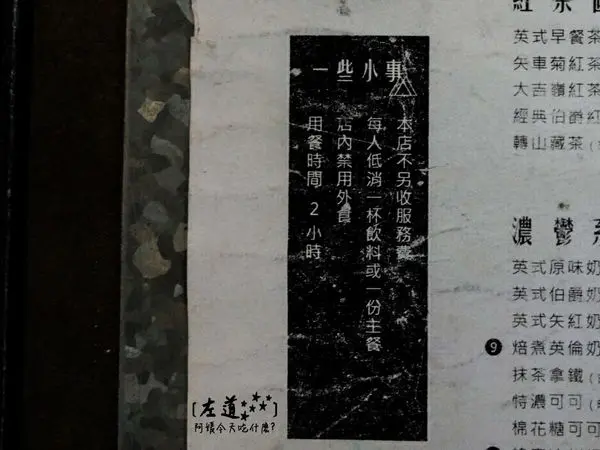 一些小事
本店不另收服務費
每人低消一杯飲料或一份主餐
店內禁用外食
用餐時間 2小時
英式早餐茶
矢車菊紅茶
大吉嶺紅茶
經典伯爵紅
轉山藏茶(
濃鬱系
英式原味奶
英式伯爵奶
英式矢紅奶
9 焙煮英倫奶
抹茶拿鐵(
特濃可可(
棉花糖可可
[左道]
阿娘今天吃什麼?